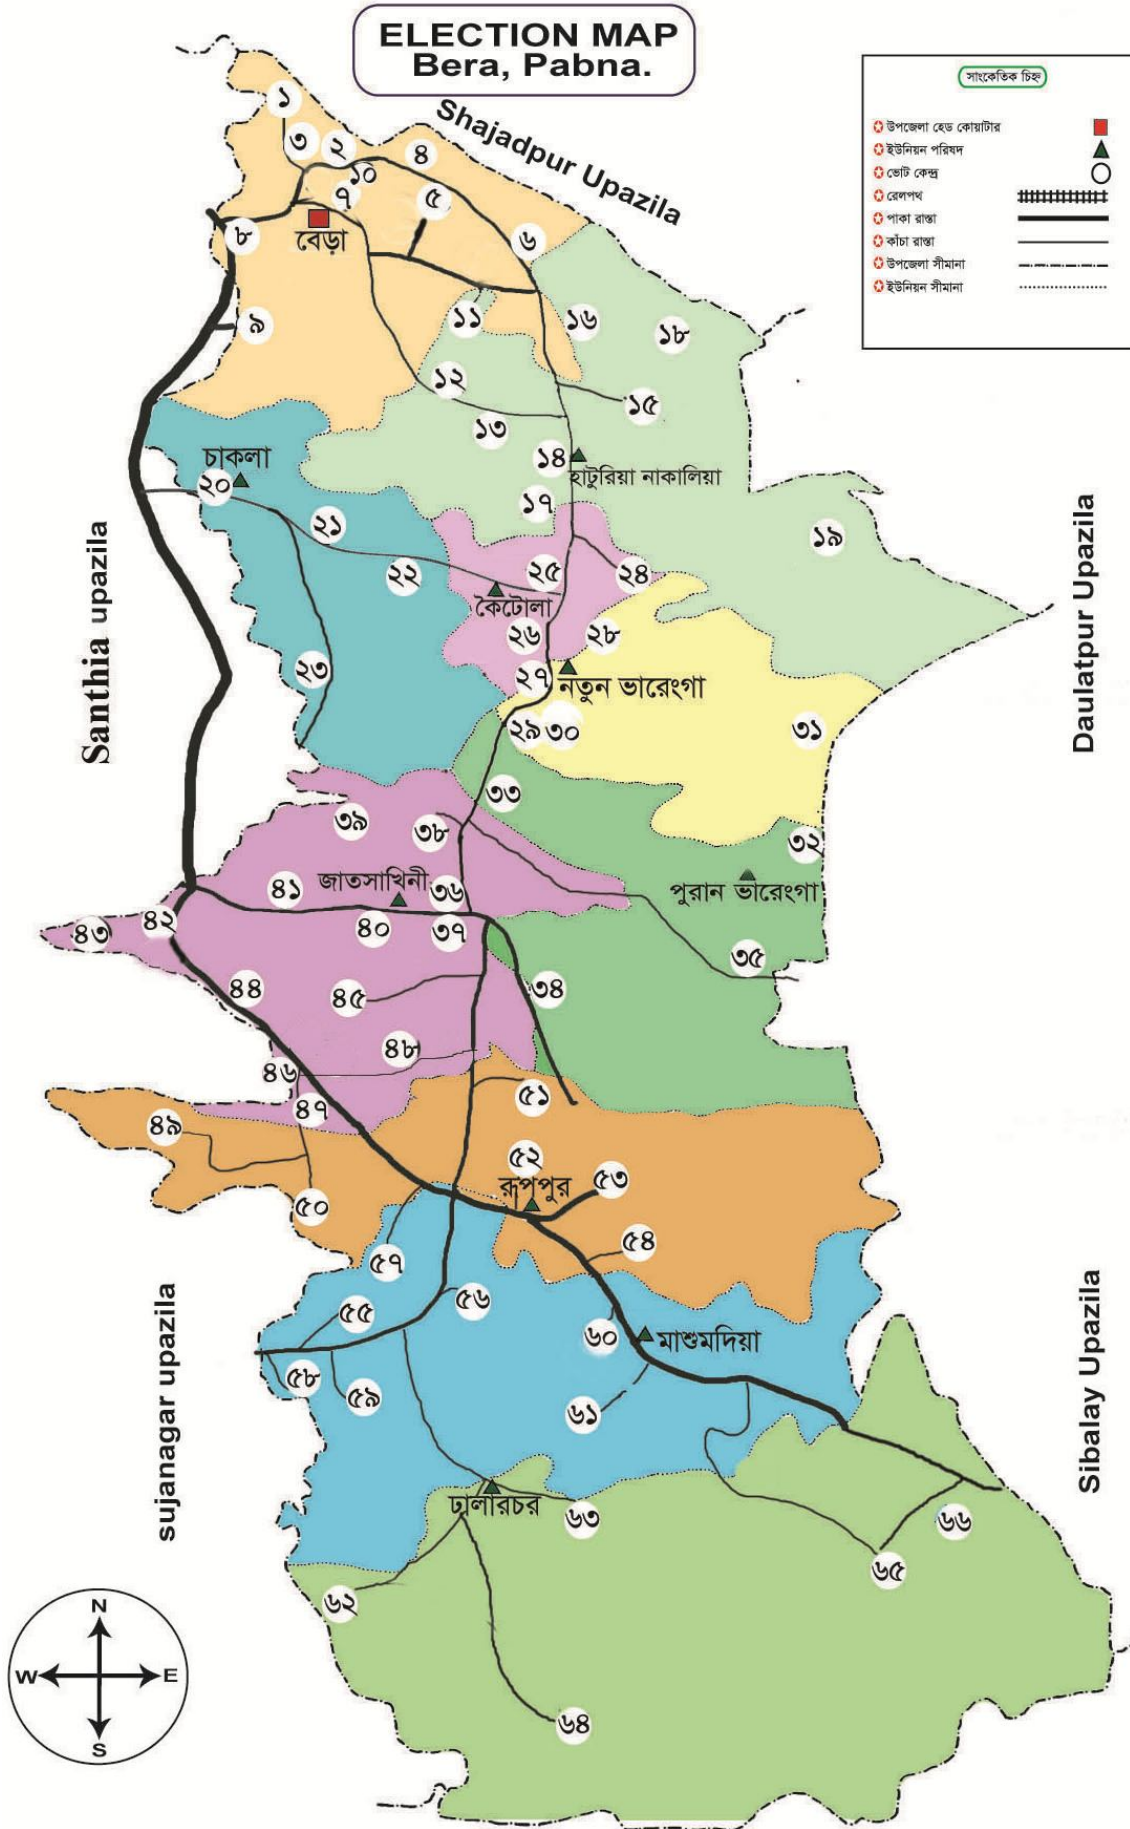 ELECTION MAP
Bera, Pabna.
সাংকেতিক চিহ্ন
উপজেলা হেড কোয়াটার
ইউনিয়ন পরিষদ
ভোট কেন্দ্র
রেলপথ
পাকা রাস্তা
কাঁচা রাস্তা
উপজেলা সীমানা
ইউনিয়ন সীমানা
Shajadpur Upazila
১
৩
২
৪
১০
৭
৫
৮
বেড়া
৬
৯
১১
১৬
১৮
১২
১৫
১৩
চাকলা
১৪
হাটুরিয়া নাকালিয়া
২০
১৭
২১
১৯
২২
২৫
২৪
কৈটোলা
২৬
২৮
Santhia upazila
Daulatpur Upazila
২৩
২৭
নতুন ভারেংগা
২৯
৩০
৩১
৩৩
৩৯
৩৮
৩২
জাতসাখিনী
৪১
৩৬
পুরান ভারেংগা
৪৩
৪২
৪০
৩৭
৩৫
৪৪
৪৫
৩৪
৪৮
৪৬
৪৭
৫১
৪৯
৫২
রূপপুর
৫৩
৫০
৫৪
৫৭
৫৬
৫৫
৬০
মাশুমদিয়া
sujanagar upazila
Sibalay Upazila
৫৮
৫৯
৬১
ঢালারচর
৬৩
৬৬
৬৫
৬২
৬৪
N
W
E
S